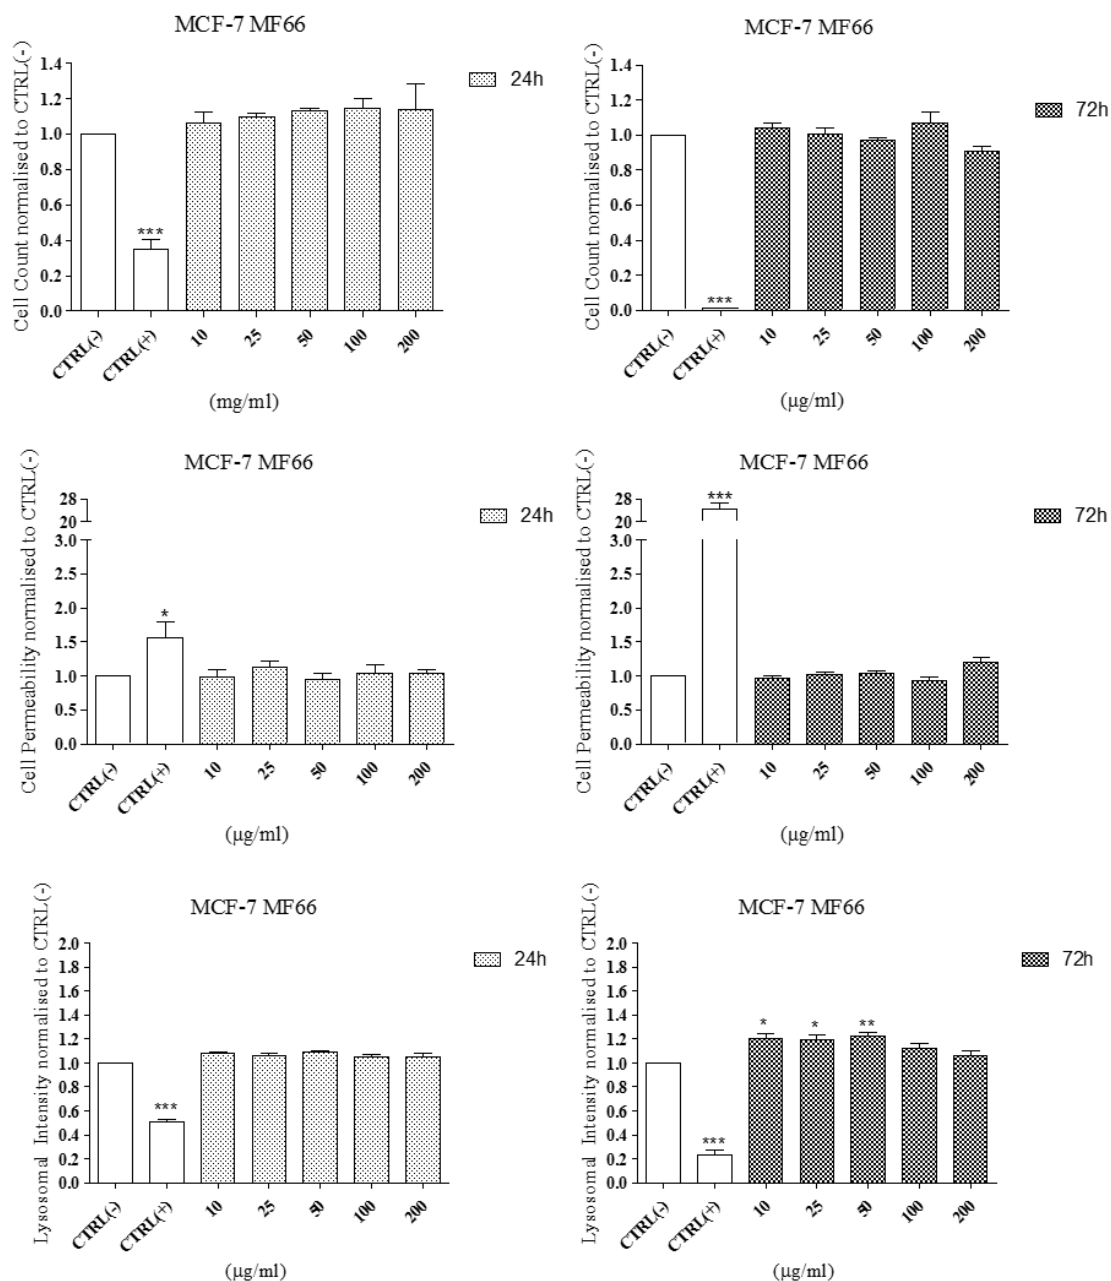 MCF-7 MF66
Cell Count normalised to CTRL(-)
1.4
1.2
1.0
0.8
0.6
0.4
0.2
0.0
***
24h
CTRL(-)
CTRL(+)
10
25
50
100
200
(mg/ml)
MCF-7 MF66
Cell Count normalised to CTRL(-)
1.4
1.2
1.0
0.8
0.6
0.4
0.2
0.0
***
72h
CTRL(-)
CTRL(+)
10
25
50
100
200
(µg/ml)
MCF-7 MF66
Cell Permeability normalised to CTRL(-)
28
20
3.0
2.5
2.0
1.5
1.0
0.5
0.0
*
24h
CTRL(-)
CTRL(+)
10
25
50
100
200
(µg/ml)
MCF-7 MF66
Cell Permeability normalised to CTRL(-)
28
20
3.0
2.5
2.0
1.5
1.0
0.5
0.0
***
72h
CTRL(-)
CTRL(+)
10
25
50
100
200
(µg/ml)
MCF-7 MF66
Lysosomal Intensity normalised to CTRL(-)
2.0
1.8
1.6
1.4
1.2
1.0
0.8
0.6
0.4
0.2
0.0
***
24h
CTRL(-)
CTRL(+)
10
25
50
100
200
(µg/ml)
MCF-7 MF66
Lysosomal Intensity normalised to CTRL(-)
2.0
1.8
1.6
1.4
1.2
1.0
0.8
0.6
0.4
0.2
0.0
***
*
*
**
72h
CTRL(-)
CTRL(+)
10
25
50
100
200
(µg/ml)